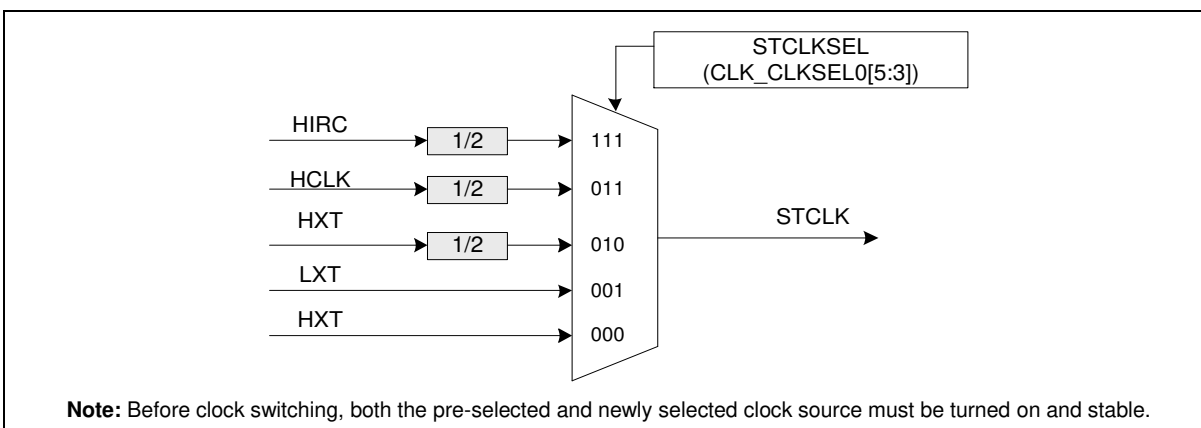 STCLKSEL
(CLK_CLKSEL0[5:3])
HIRC
1/2
111
HCLK
1/2
011
HXT
1/2
010
STCLK
LXT
001
HXT
000
Note: Before clock switching, both the pre-selected and newly selected clock source must be turned on and stable.